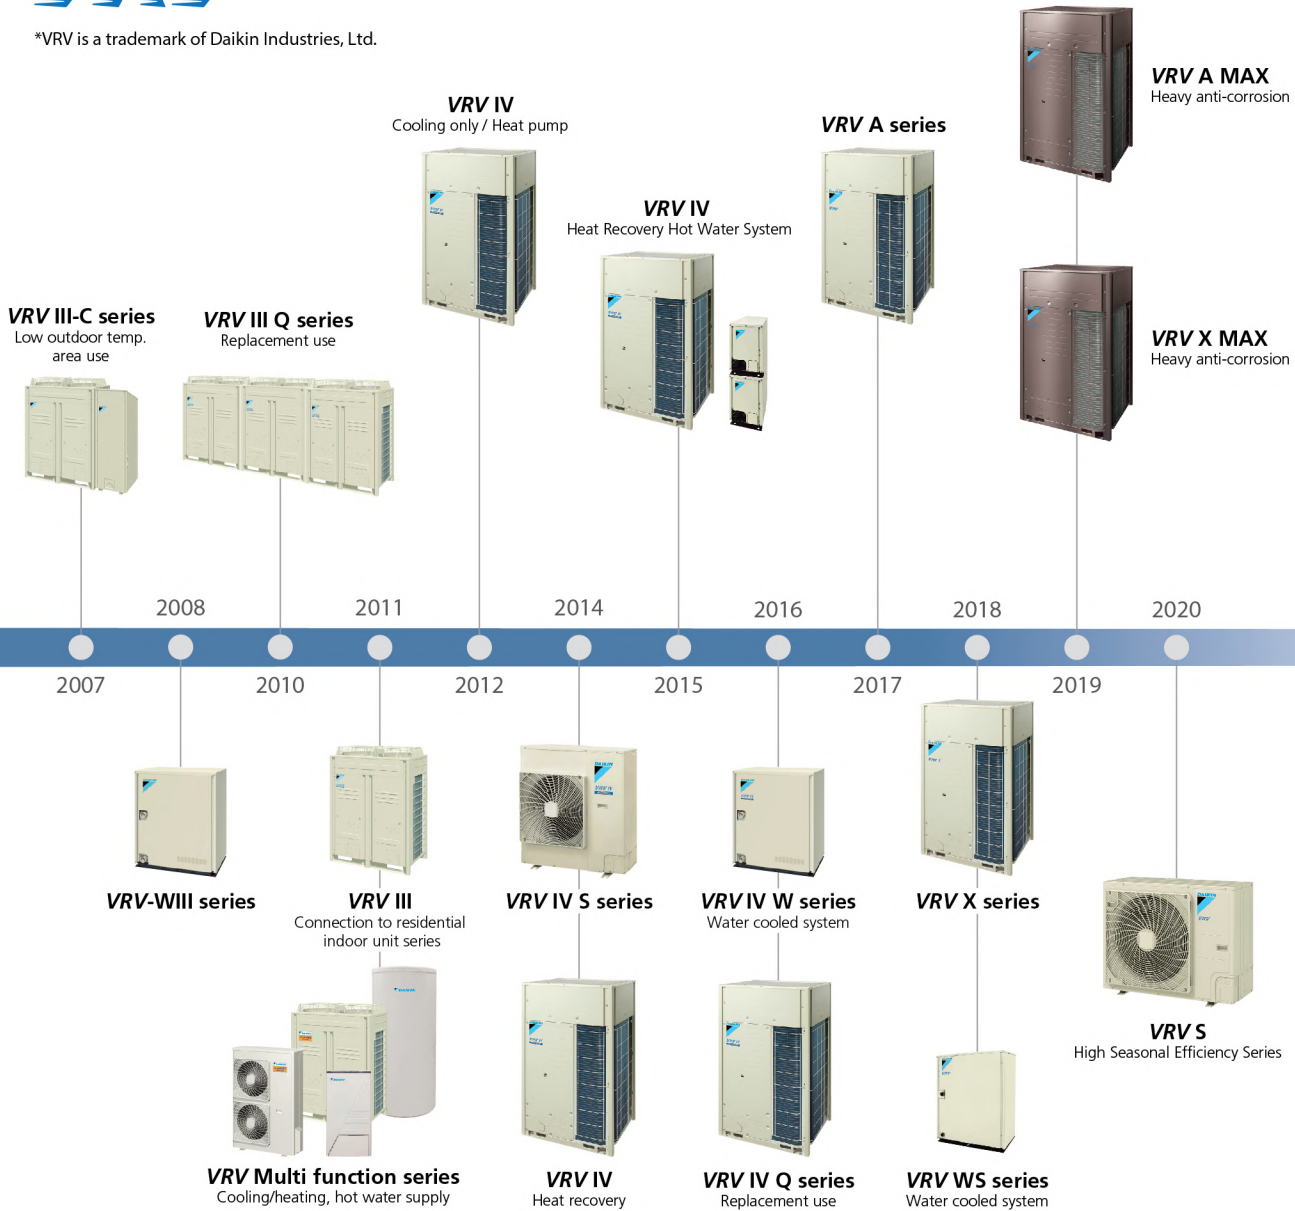 *VRV is a trademark of Daikin Industries, Ltd.
VRV A MAX
Heavy anti-corrosion
VRV IV
Cooling only / Heat pump
VRV A series
VRV IV
Heat Recovery Hot Water System
VRV III-C series
Low outdoor temp.
area use
VRV III Q series
Replacement use
VRV X MAX
Heavy anti-corrosion
2008
2011
2014
2016
2018
2020
2007
2010
2012
2015
2017
2019
VRV-WIII series
VRV III
Connection to residential
indoor unit series
VRV IV S series
VRV IV W series
Water cooled system
VRV X series
VRV S
High Seasonal Efficiency Series
VRV Multi function series
Cooling/heating, hot water supply
VRV IV
Heat recovery
VRV IV Q series
Replacement use
VRV WS series
Water cooled system